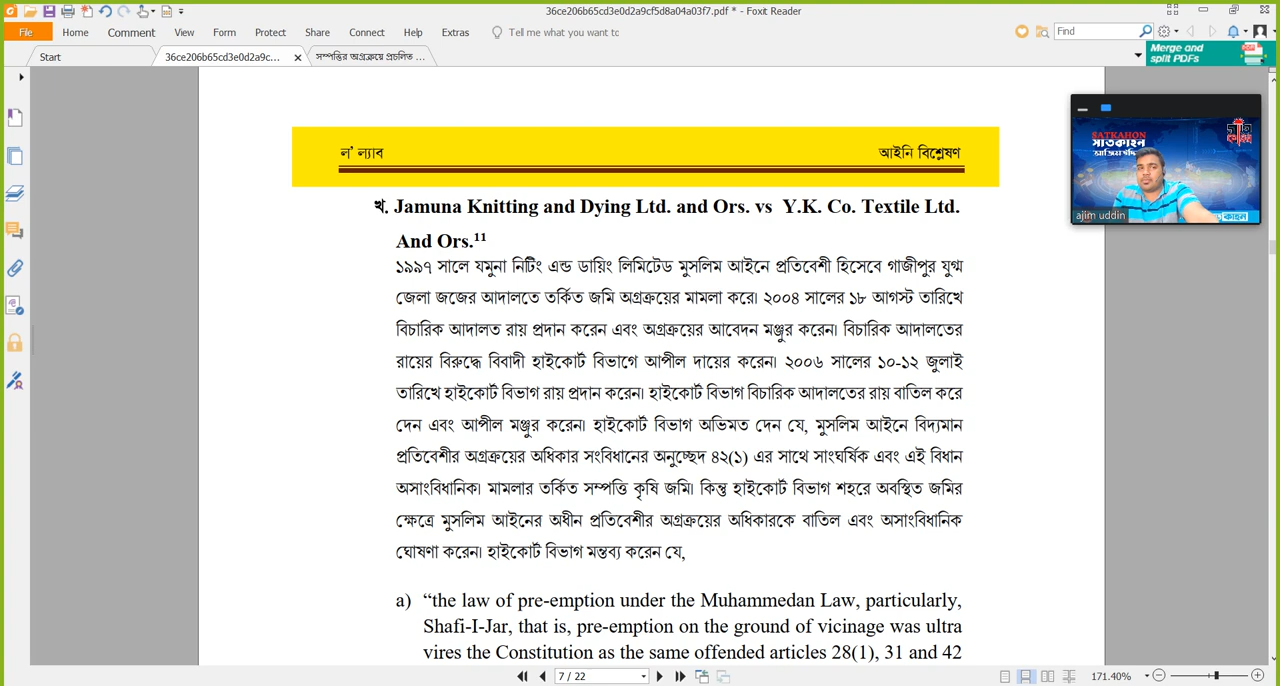 36ce206b65cd3e0d2a9cf5d8a04a03f7.pdf * - Foxit Reader
File Home Comment View Form Protect Share Connect Help Extras Tell me what you want to Find
Start 36ce206b65cd3e0d2a9c... সম্পত্তির অগ্রক্রয়ে প্রচলিত ...
Merge and
split PDFs
ল' ল্যাব আইনি বিশ্লেষণ
খ. Jamuna Knitting and Dying Ltd. and Ors. vs Y.K. Co. Textile Ltd.
And Ors.11
১৯৯৭ সালে যমুনা নিটিং এন্ড ডায়িং লিমিটেড মুসলিম আইনে প্রতিবেশী হিসেবে গাজীপুর যুগ্ম
জেলা জজের আদালতে তর্কিত জমি অগ্রক্রয়ের মামলা করে। ২০০৪ সালের ১৮ আগস্ট তারিখে
বিচারিক আদালত রায় প্রদান করেন এবং অগ্রক্রয়ের আবেদন মঞ্জুর করেন। বিচারিক আদালতের
রায়ের বিরুদ্ধে বিবাদী হাইকোর্ট বিভাগে আপীল দায়ের করেন। ২০০৬ সালের ১০-১২ জুলাই
তারিখে হাইকোর্ট বিভাগ রায় প্রদান করেন। হাইকোর্ট বিভাগ বিচারিক আদালতের রায় বাতিল করে
দেন এবং আপীল মঞ্জুর করেন। হাইকোর্ট বিভাগ অভিমত দেন যে, মুসলিম আইনে বিদ্যমান
প্রতিবেশীর অগ্রক্রয়ের অধিকার সংবিধানের অনুচ্ছেদ ৪২(১) এর সাথে সাংঘর্ষিক এবং এই বিধান
অসাংবিধানিক। মামলার তর্কিত সম্পত্তি কৃষি জমি। কিন্তু হাইকোর্ট বিভাগ শহরে অবস্থিত জমির
ক্ষেত্রে মুসলিম আইনের অধীন প্রতিবেশীর অগ্রক্রয়ের অধিকারকে বাতিল এবং অসাংবিধানিক
ঘোষণা করেন। হাইকোর্ট বিভাগ মন্তব্য করেন যে,
a) “the law of pre-emption under the Muhammedan Law, particularly,
Shafi-I-Jar, that is, pre-emption on the ground of vicinage was ultra
vires the Constitution as the same offended articles 28(1), 31 and 42
SATKAHON
সাতকাহন
ajim uddin
7 / 22 171.40%